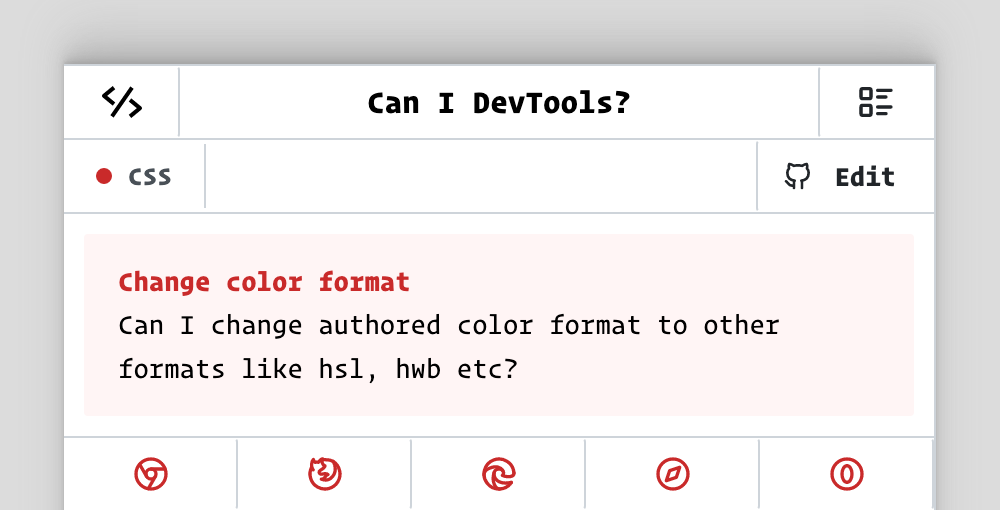 Can I DevTools?
CSS
Edit
Change color format
Can I change authored color format to other
formats like hsl, hwb etc?